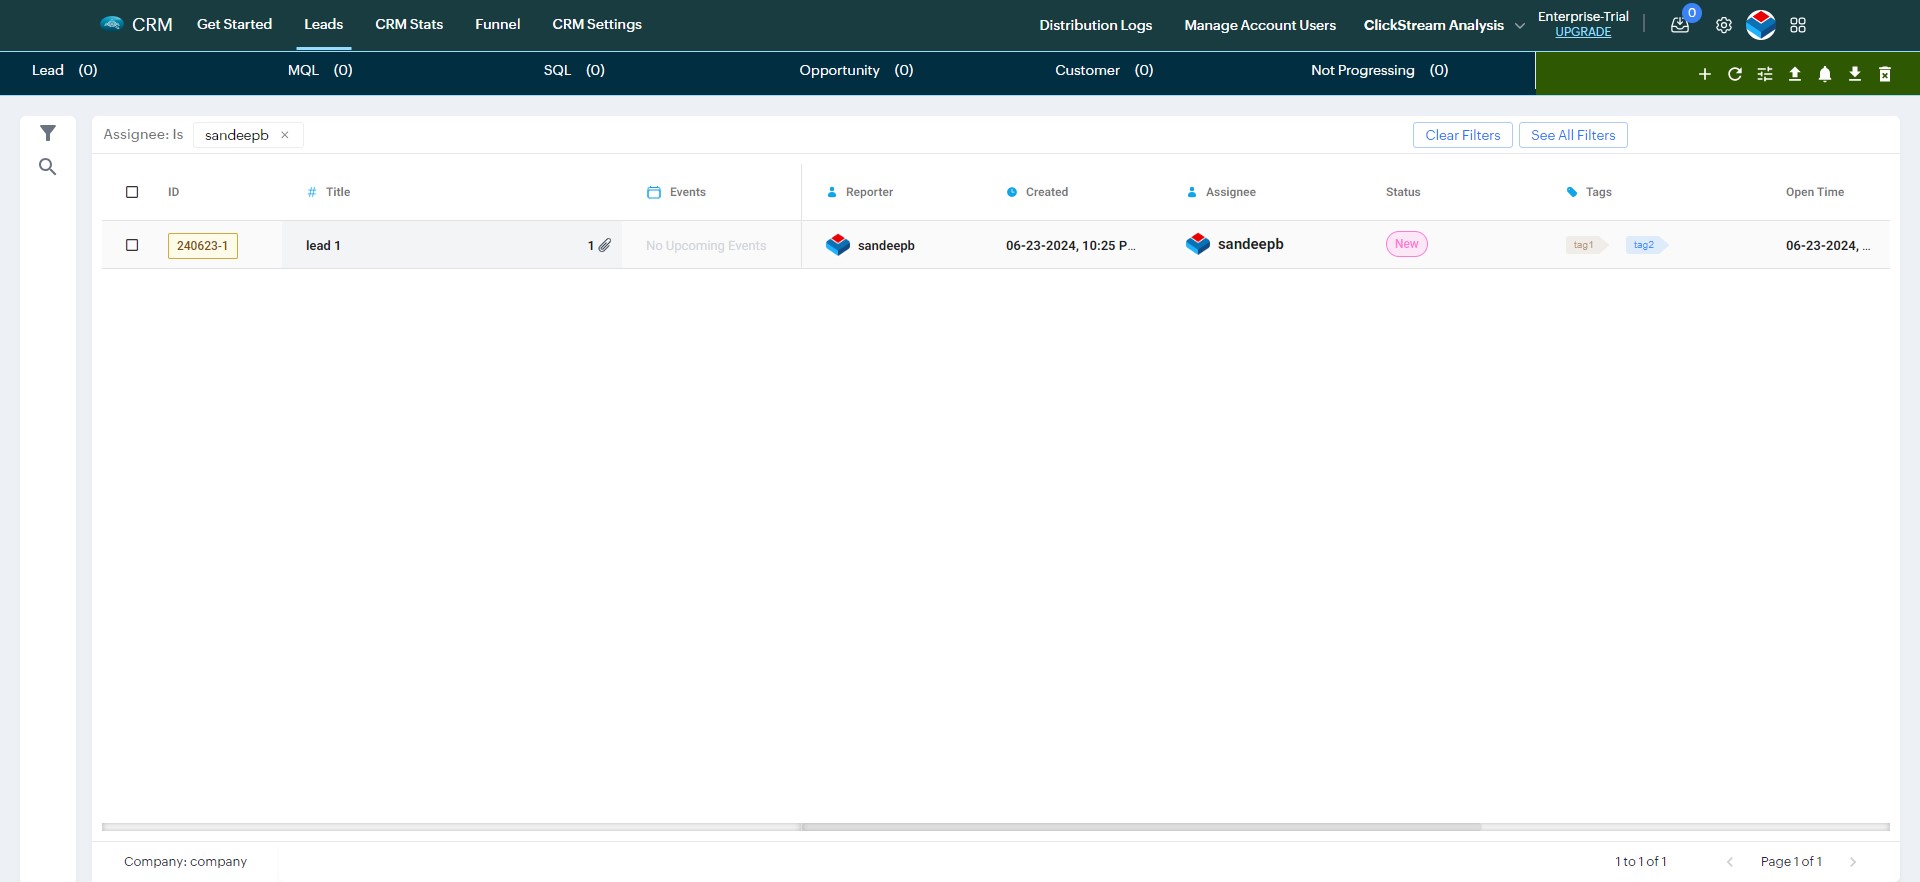 CRM Get Started Leads CRM Stats Funnel CRM Settings Distribution Logs Manage Account Users ClickStream Analysis Enterprise-Trial UPGRADE 0
Lead (0) MQL (0) SQL (0) Opportunity (0) Customer (0) Not Progressing (0)
Assignee: Is sandeepb × Clear Filters See All Filters
ID # Title Events Reporter Created Assignee Status Tags Open Time
240623-1 lead 1 1 No Upcoming Events sandeepb 06-23-2024, 10:25 P... sandeepb New tag1 tag2 06-23-2024, ...
Company: company 1 to 1 of 1 Page 1 of 1